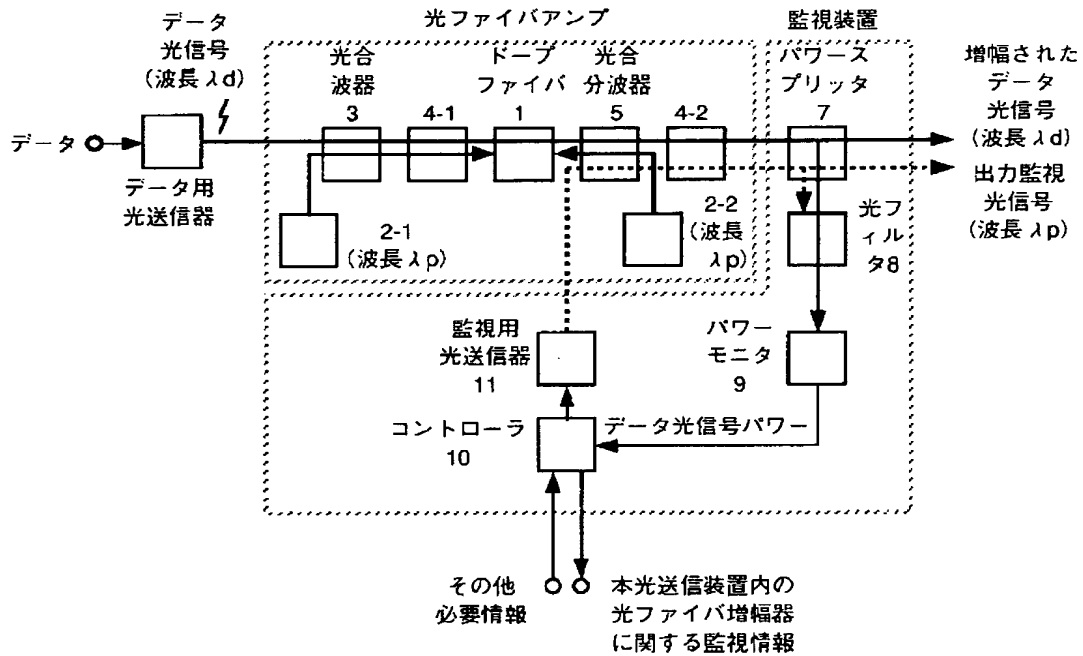 光ファイバアンプ
監視装置
データ
光信号
(波長 λd)
光合
波器
3
4-1
ドープ
ファイバ
1
光合
分波器
5
4-2
パワース
プリッタ
7
増幅された
データ
光信号
(波長 λd)
データ
データ用
光送信器
出力監視
光信号
(波長 λp)
2-1
(波長 λp)
2-2
(波長
λp)
光フ
ィルタ8
監視用
光送信器
11
パワー
モニタ
9
コントローラ
10
データ光信号パワー
その他
必要情報
本光送信装置内の
光ファイバ増幅器
に関する監視情報